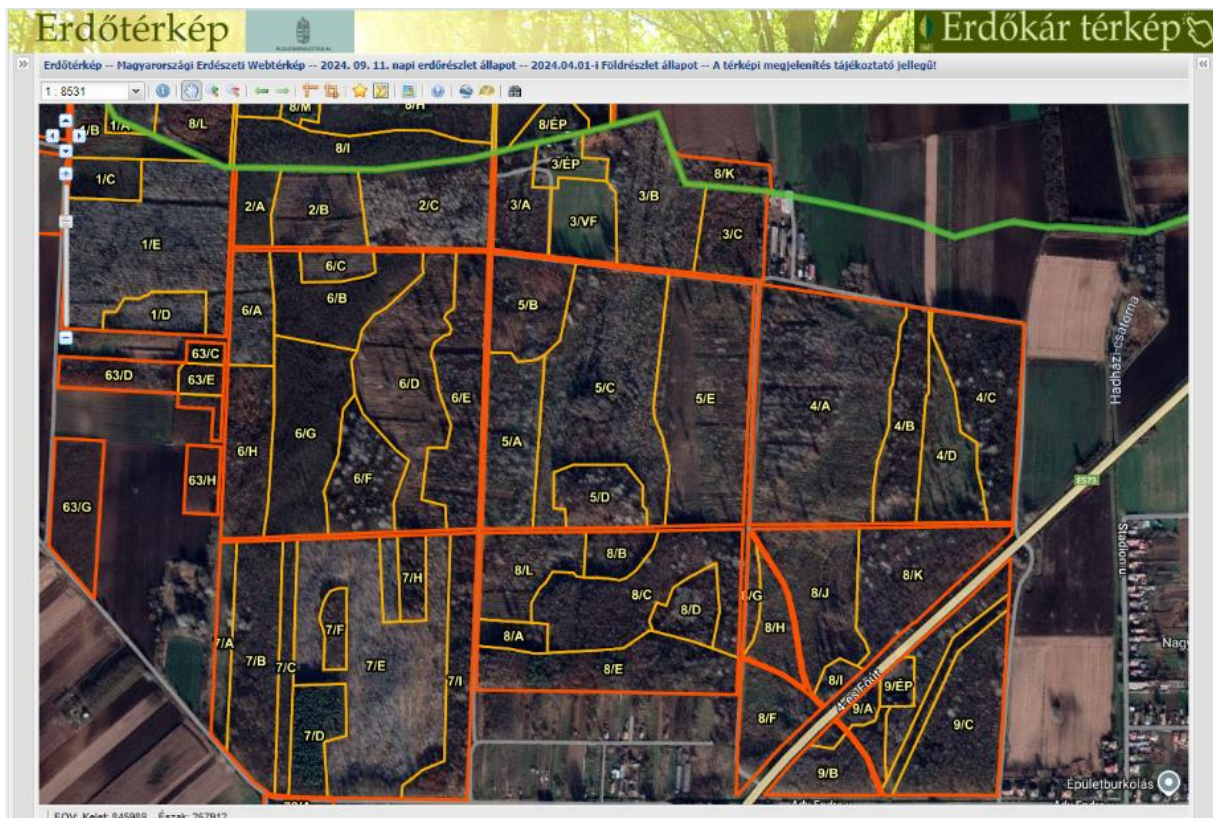 Erdőtérkép
Erdőkár térkép
Erdőtérkép -- Magyarországi Erdészeti Webtérkép -- 2024. 09. 11. napi erdőrészlet állapot -- 2024.04.01-i Földrészlet állapot -- A térképi megjelenítés tájékoztató jellegű!
1 : 8531
1/B
1/A
8/L
8/M
8/H
8/ÉP
8/I
3/ÉP
3/B
8/K
1/C
2/A
2/B
2/C
3/A
3/VF
3/C
1/E
6/C
6/B
1/D
6/A
5/B
63/C
63/D
63/E
6/D
6/E
5/C
5/E
4/A
4/B
4/C
Hadházi-csatorna
6/H
6/G
5/A
4/D
6/F
63/H
5/D
E573
63/G
Stadion u
8/L
8/B
8/K
7/H
8/C
8/J
8/D
8/G
7/F
8/A
8/H
7/A
7/B
7/C
7/E
7/I
8/E
Nagy
8/I
9/ÉP
4-es Főút
9/A
8/F
9/C
7/D
9/B
Épületburkolás
EOV: Kelet: 845989 Észak: 267912